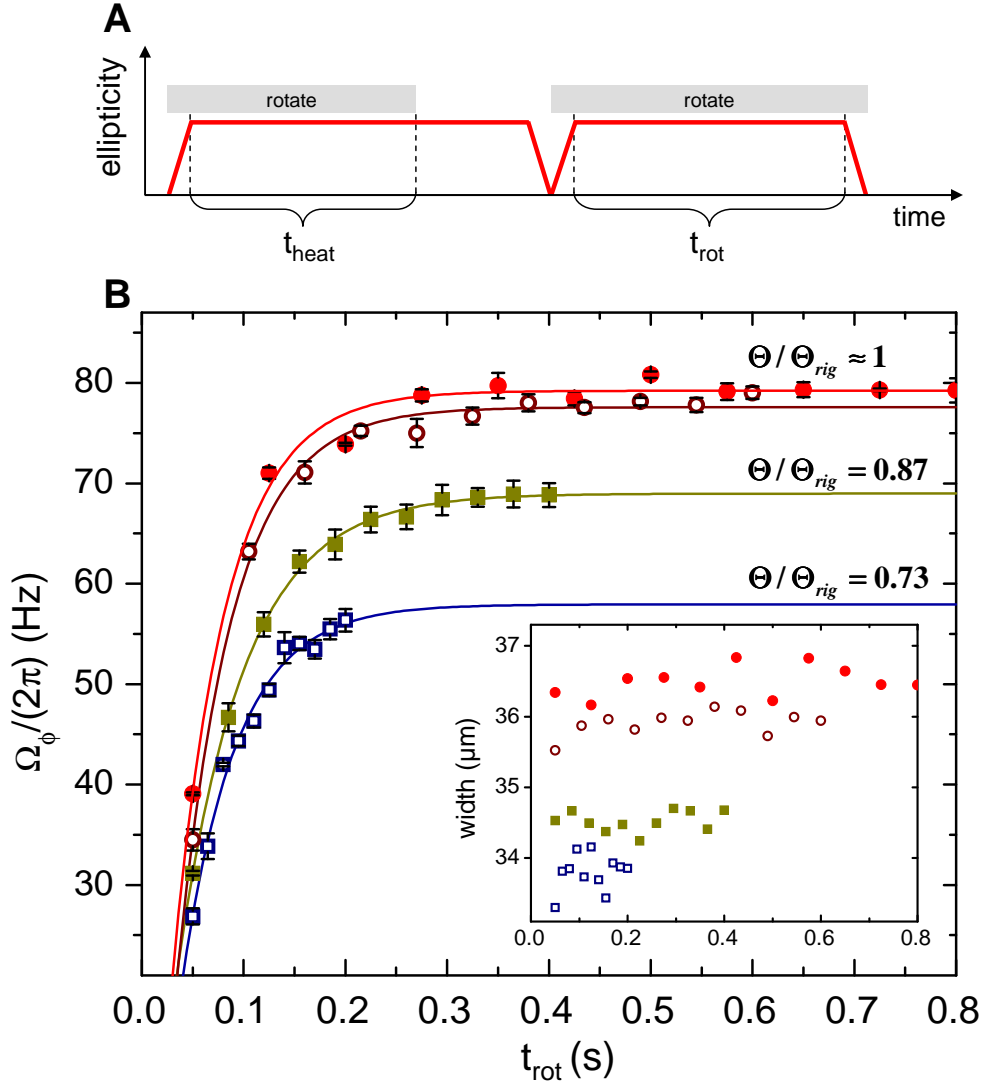 A
ellipticity
rotate
rotate
time
t_heat
t_rot
B
Ω_ϕ/(2π) (Hz)
80
70
60
50
40
30
Θ/Θ_rig ≈ 1
Θ/Θ_rig = 0.87
Θ/Θ_rig = 0.73
width (µm)
37
36
35
34
0.0 0.2 0.4 0.6 0.8
0.0 0.1 0.2 0.3 0.4 0.5 0.6 0.7 0.8
t_rot (s)